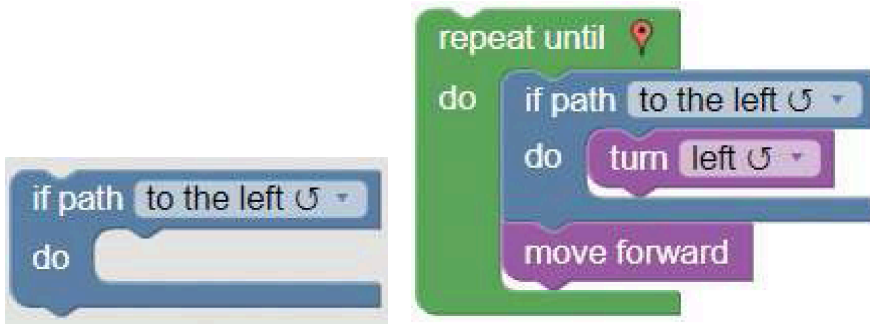 if path to the left ↺
do
repeat until
do if path to the left ↺
do turn left ↺
move forward